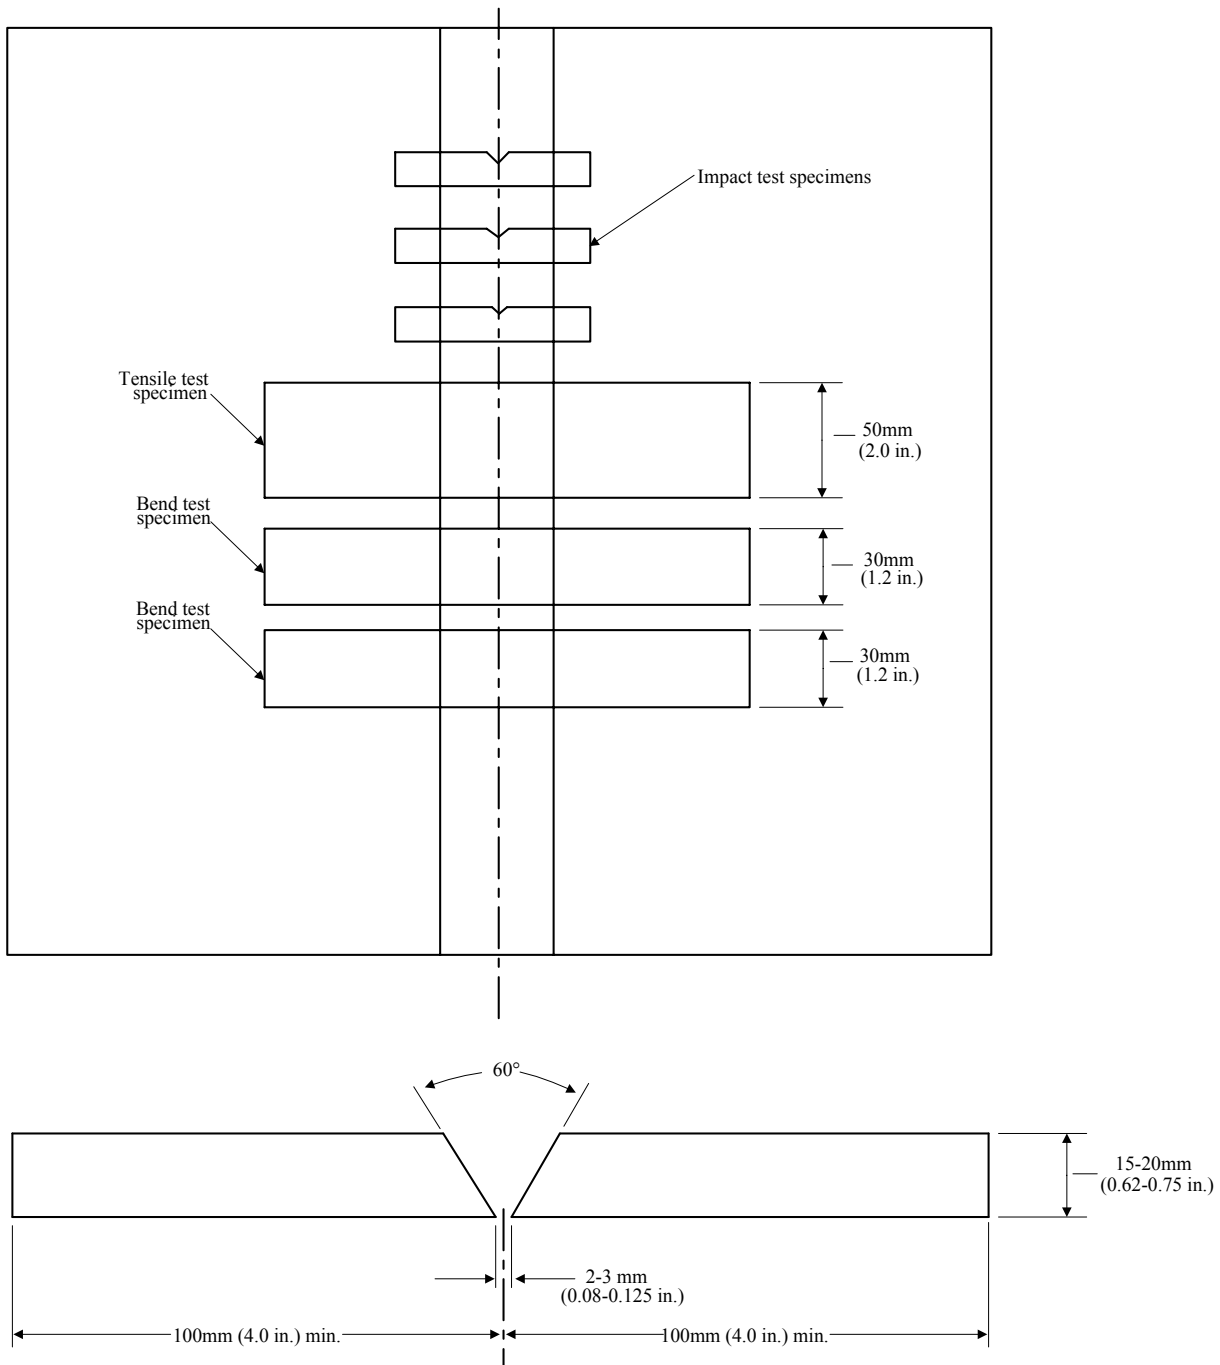 Impact test specimens
Tensile test
specimen
50mm
(2.0 in.)
Bend test
specimen
30mm
(1.2 in.)
Bend test
specimen
30mm
(1.2 in.)
60°
15-20mm
(0.62-0.75 in.)
2-3 mm
(0.08-0.125 in.)
100mm (4.0 in.) min.
100mm (4.0 in.) min.